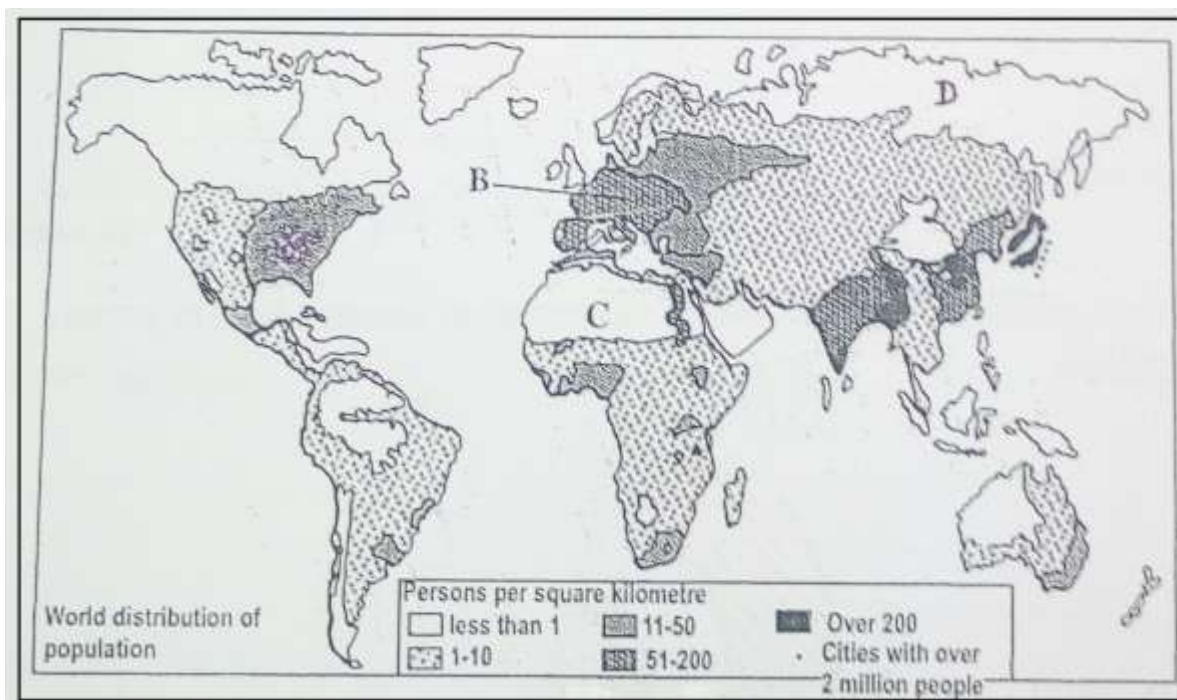 D
B
C
A
World distribution of
population
Persons per square kilometre
less than 1
11-50
Over 200
1-10
51-200
Cities with over
2 million people